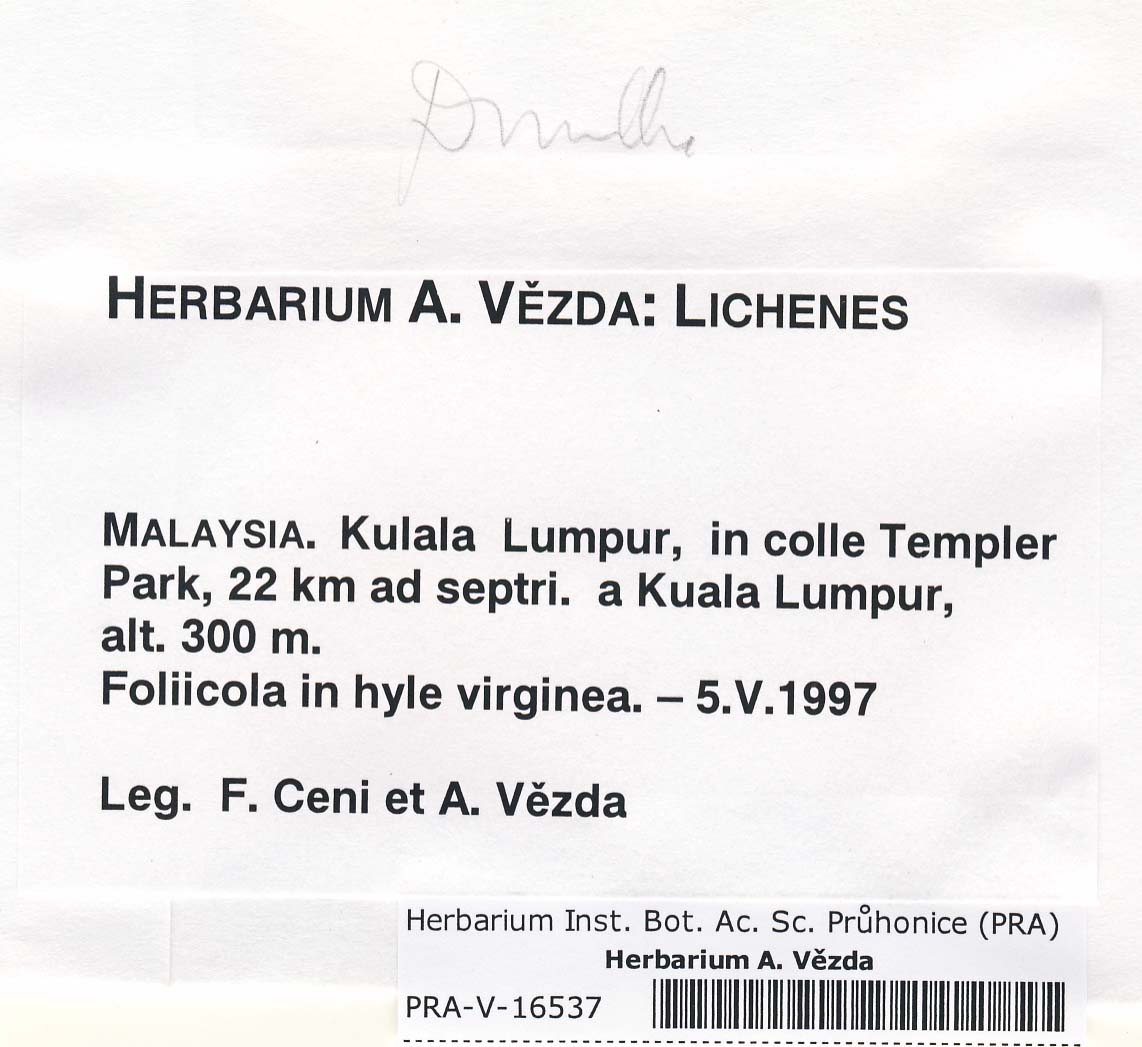 HERBARIUM A. VĚZDA: LICHENES
MALAYSIA. Kulala Lumpur, in colle Templer
Park, 22 km ad septri. a Kuala Lumpur,
alt. 300 m.
Foliicola in hyle virginea. – 5.V.1997
Leg. F. Ceni et A. Vězda
Herbarium Inst. Bot. Ac. Sc. Průhonice (PRA)
Herbarium A. Vězda
PRA-V-16537